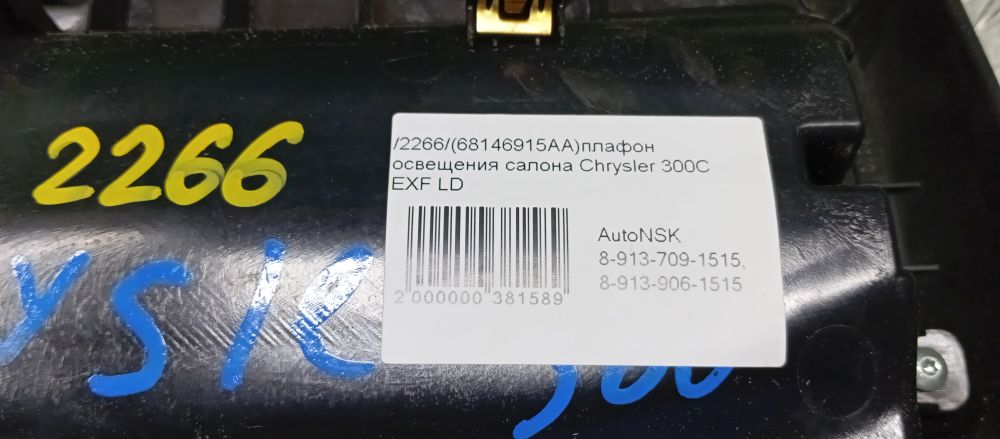 2266
/2266/(68146915AA)плафон
освещения салона Chrysler 300C
EXF LD
AutoNSK
8-913-709-1515,
8-913-906-1515
2 000000 381589